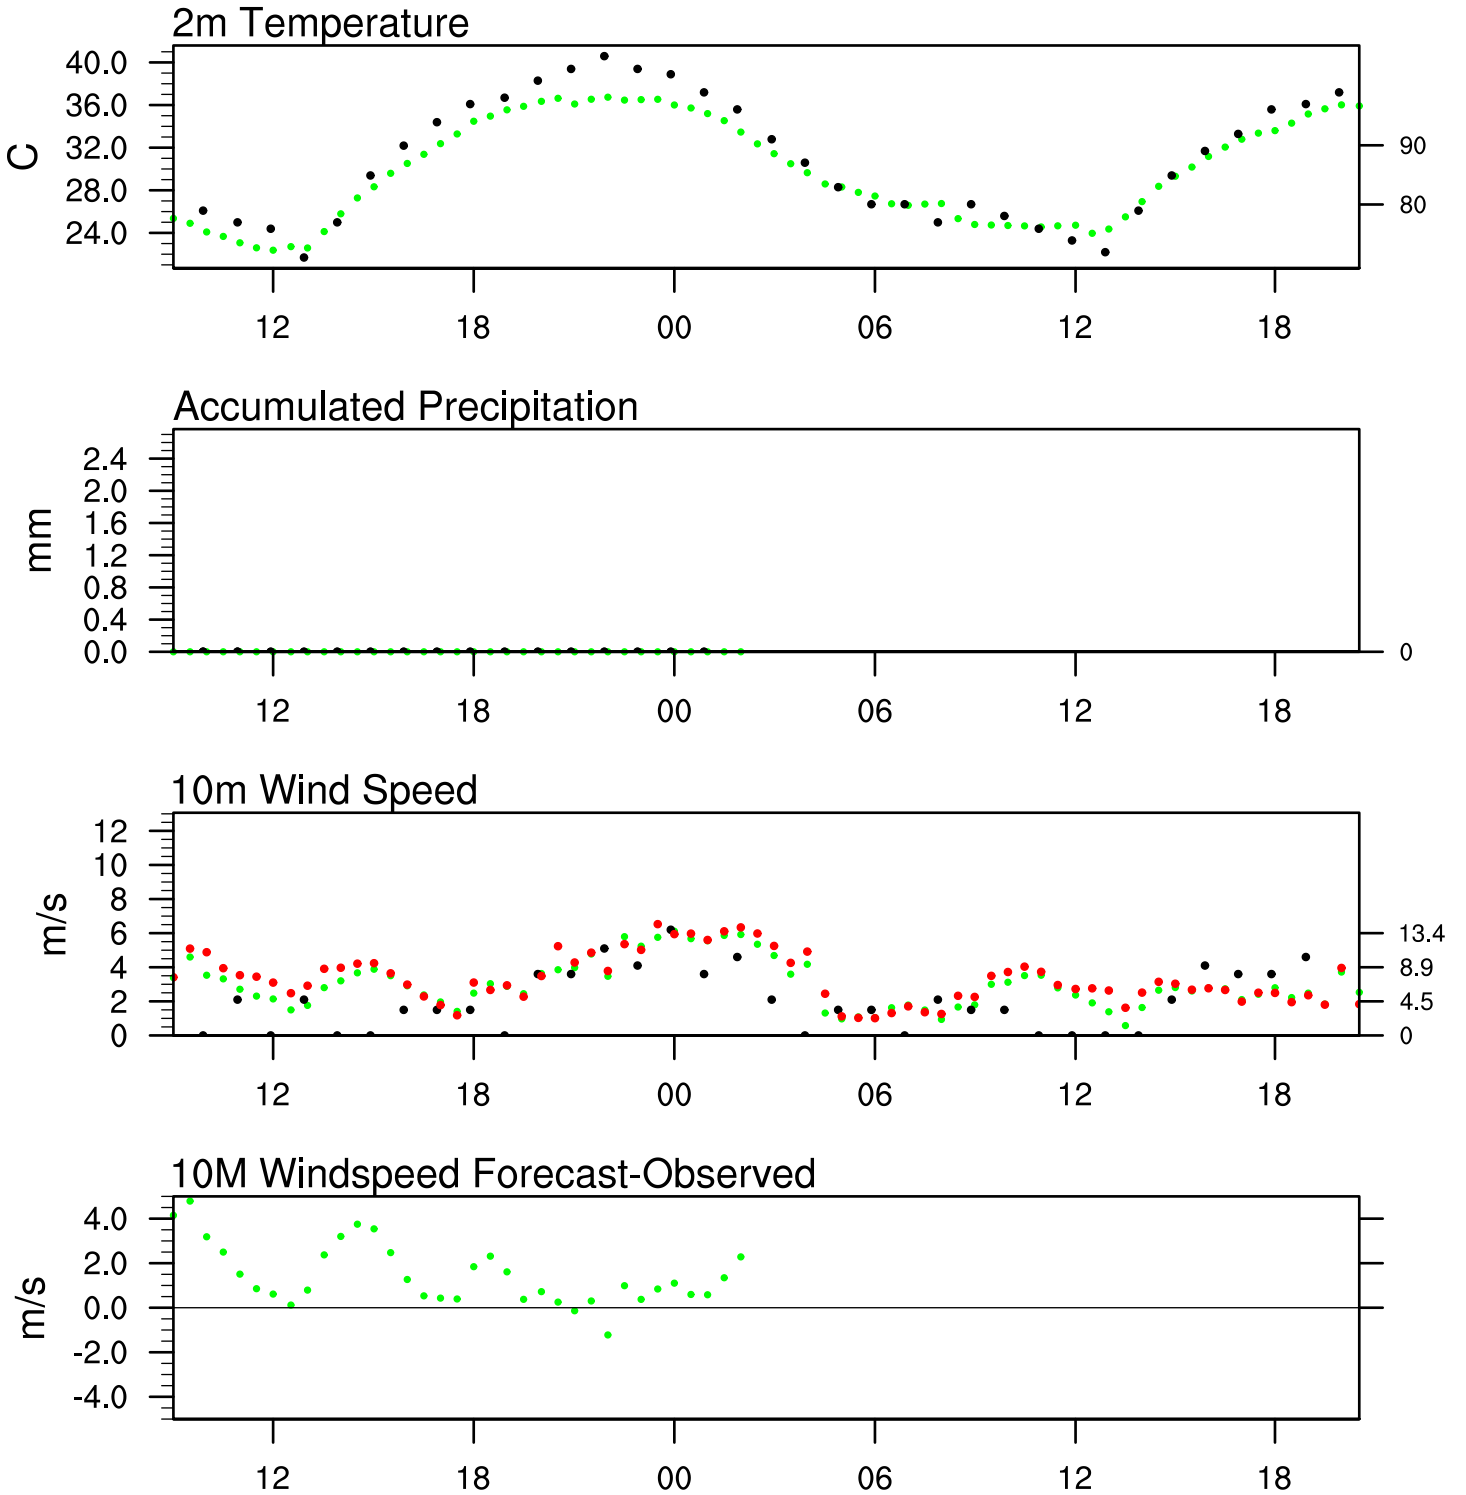 2m Temperature
40.0
36.0
32.0
28.0
24.0
C
90
80
12 18 00 06 12 18
Accumulated Precipitation
2.4
2.0
1.6
1.2
0.8
0.4
0.0
mm
0
12 18 00 06 12 18
10m Wind Speed
12
10
8
6
4
2
0
m/s
13.4
8.9
4.5
0
12 18 00 06 12 18
10M Windspeed Forecast-Observed
4.0
2.0
0.0
-2.0
-4.0
m/s
12 18 00 06 12 18